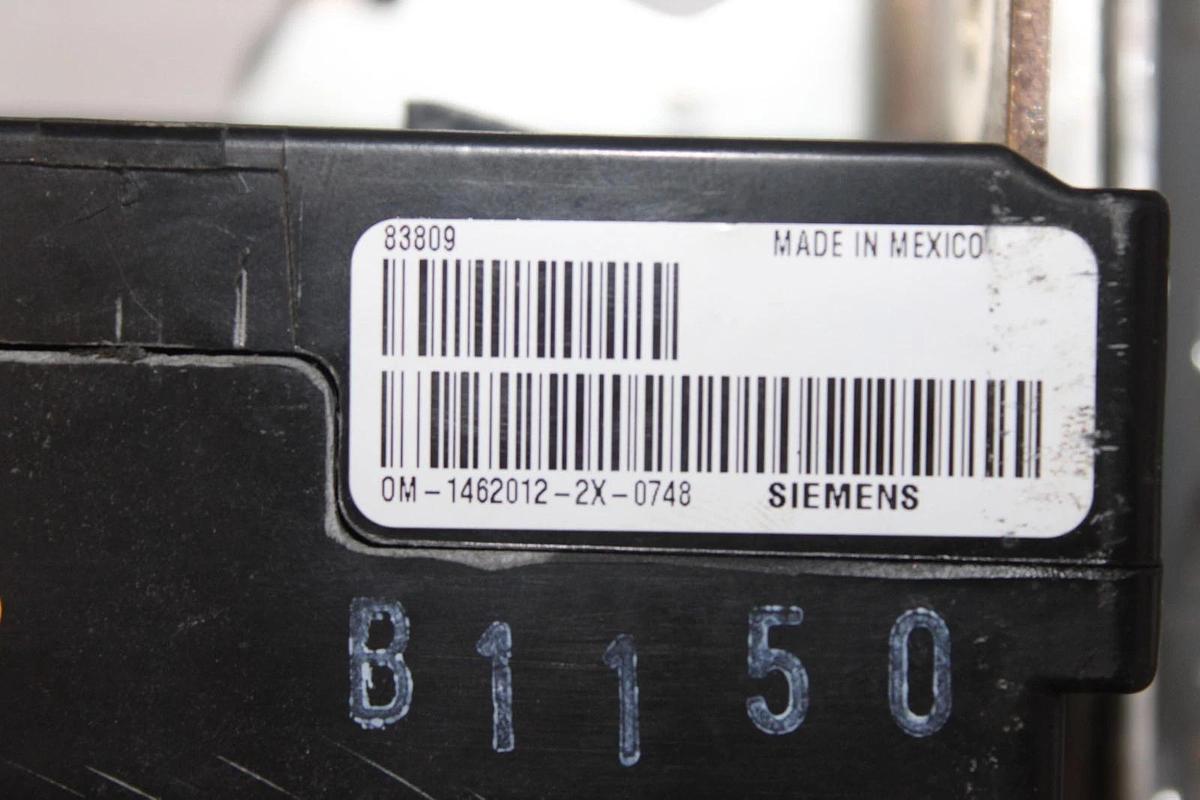 83809 MADE IN MEXICO
0M-1462012-2X-0748 SIEMENS
B1150